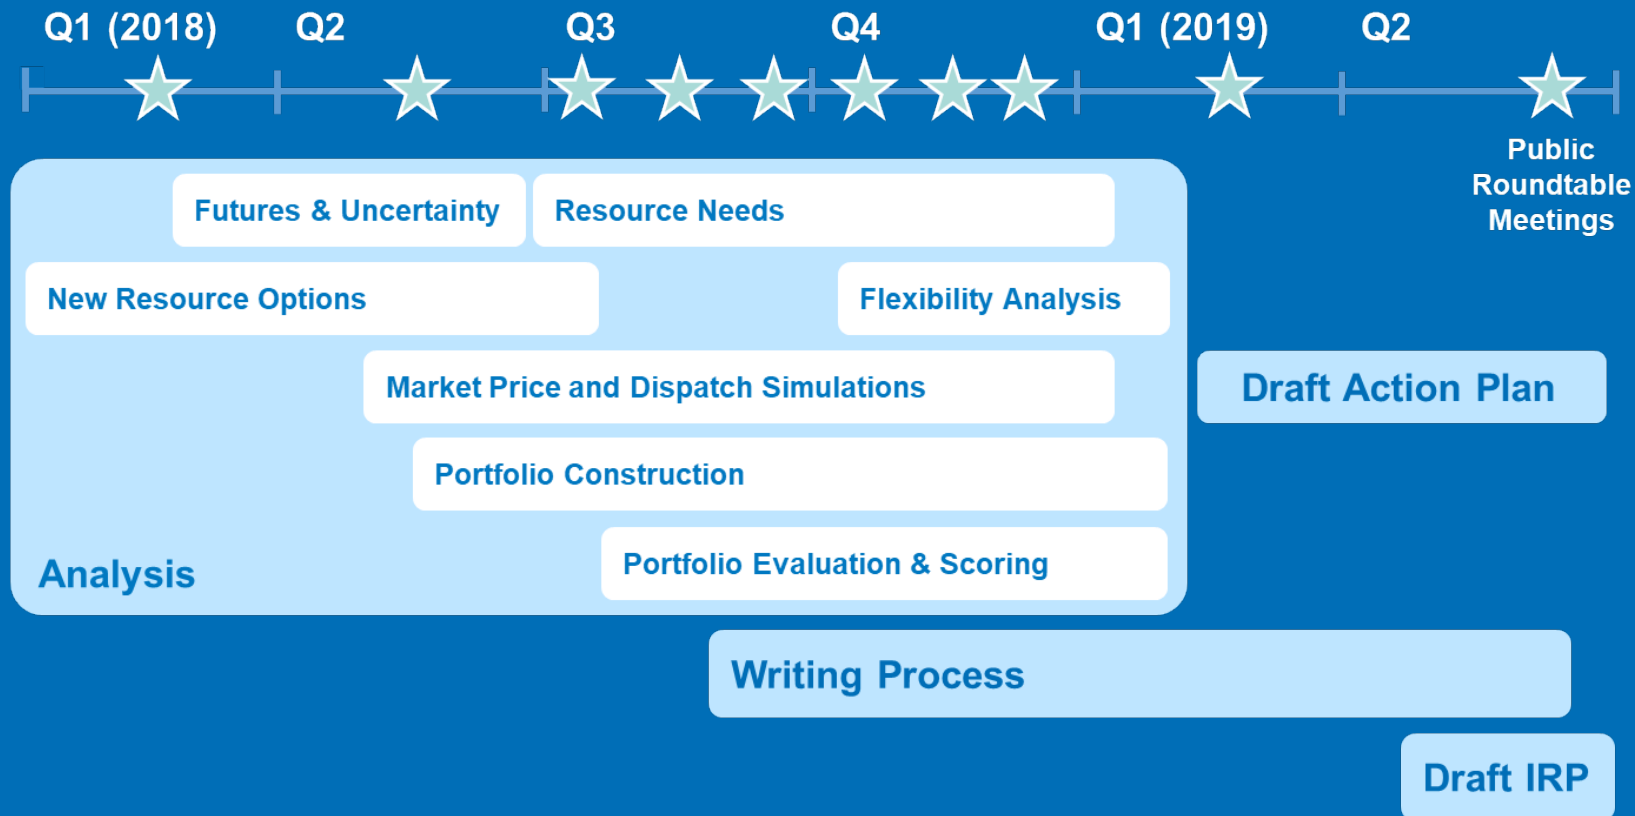 Q1 (2018)
Q2
Q3
Q4
Q1 (2019)
Q2
Public
Roundtable
Meetings
Futures & Uncertainty
Resource Needs
New Resource Options
Flexibility Analysis
Market Price and Dispatch Simulations
Draft Action Plan
Portfolio Construction
Portfolio Evaluation & Scoring
Analysis
Writing Process
Draft IRP